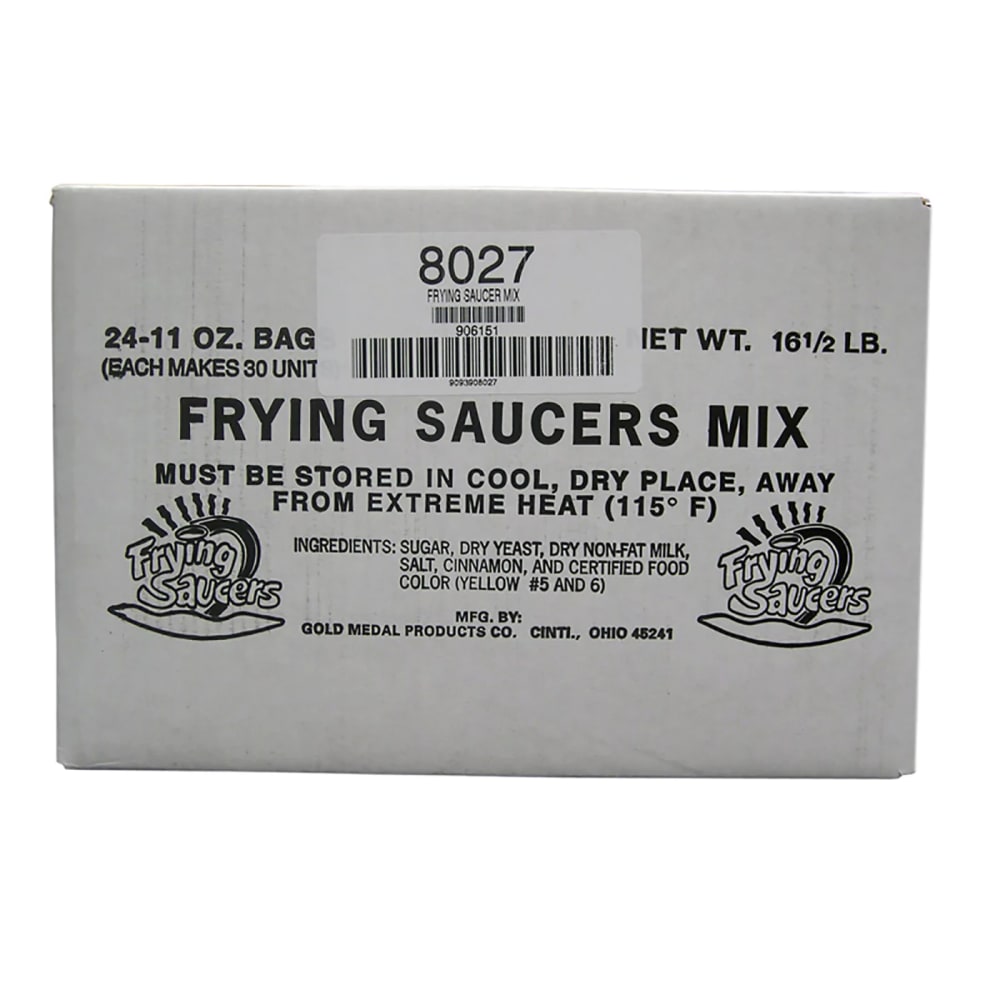 8027
FRYING SAUCER MIX
906151
9093908027
24-11 OZ. BAG
(EACH MAKES 30 UNIT
NET WT. 16 1/2 LB.
FRYING SAUCERS MIX
MUST BE STORED IN COOL, DRY PLACE, AWAY
FROM EXTREME HEAT (115° F)
Frying
Saucers
INGREDIENTS: SUGAR, DRY YEAST, DRY NON-FAT MILK,
SALT, CINNAMON, AND CERTIFIED FOOD
COLOR (YELLOW #5 AND 6)
MFG. BY:
GOLD MEDAL PRODUCTS CO. CINTI., OHIO 45241
Frying
Saucers